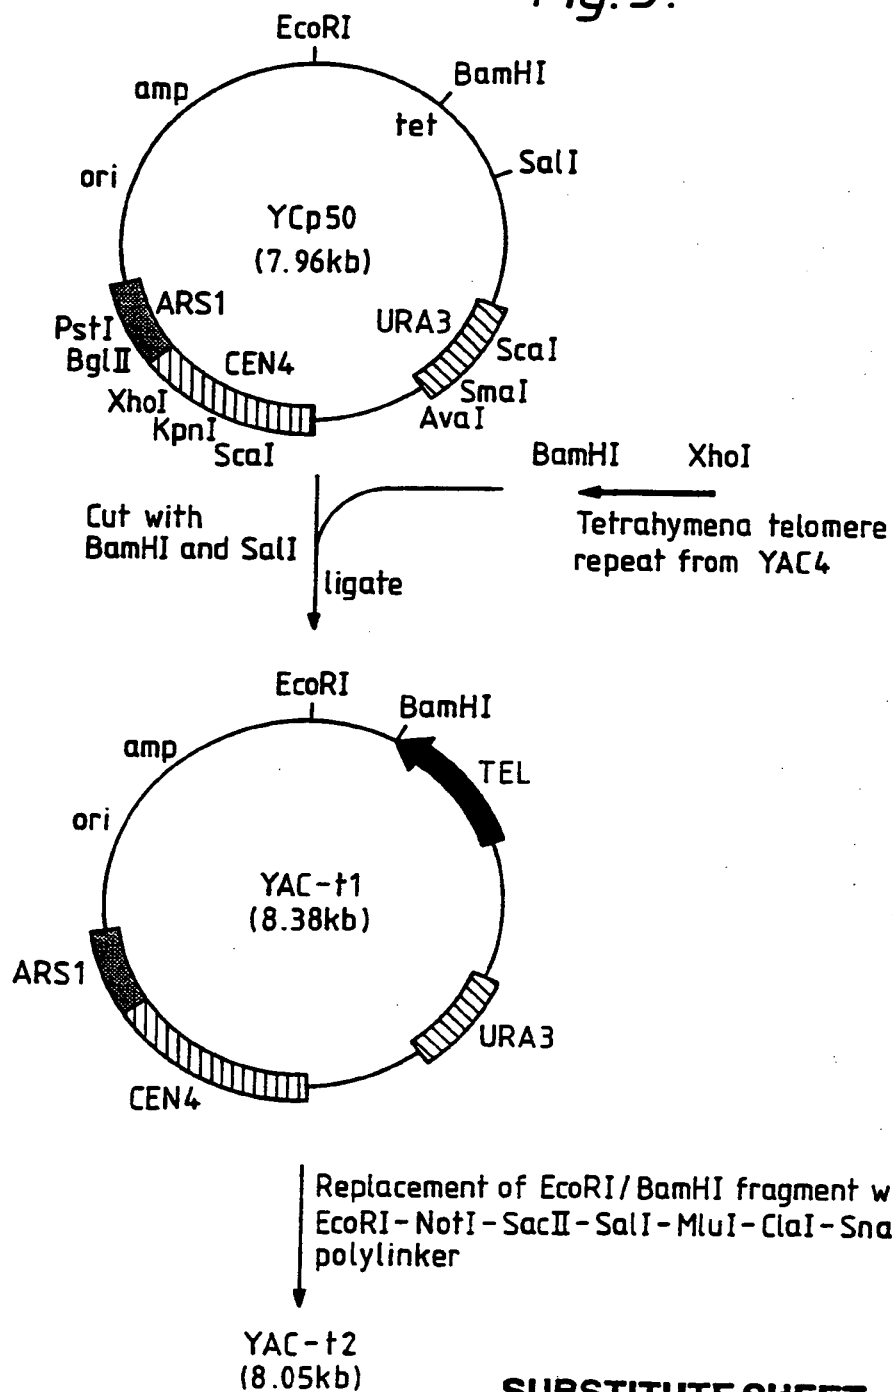 Fig. 3.
EcoRI
BamHI
amp
tet
SalI
ori
YCp50
(7.96kb)
ARS1
URA3
PstI
ScaI
BglII
CEN4
SmaI
XhoI
AvaI
KpnI
ScaI
BamHI XhoI
Cut with
BamHI and SalI
Tetrahymena telomere
repeat from YAC4
ligate
EcoRI
BamHI
amp
TEL
ori
YAC-t1
(8.38kb)
ARS1
URA3
CEN4
Replacement of EcoRI/BamHI fragment w
EcoRI-NotI-SacII-SalI-MluI-ClaI-Sna
polylinker
YAC-t2
(8.05kb)
SUBSTITUTE SHEET